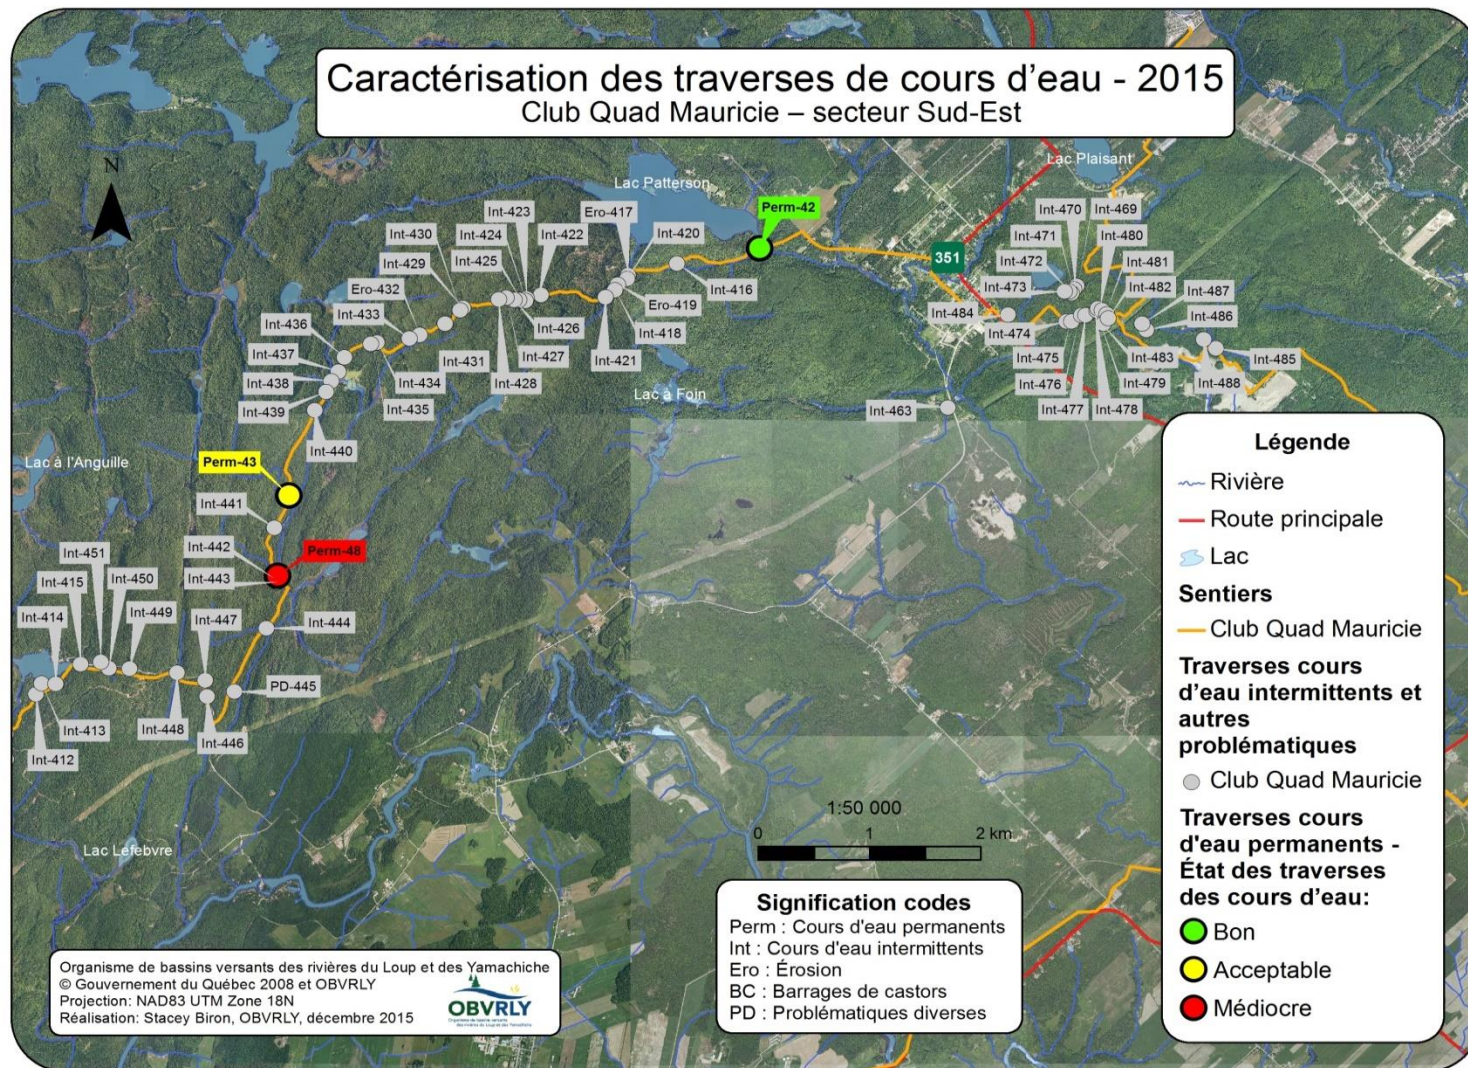 Caractérisation des traverses de cours d'eau - 2015
Club Quad Mauricie – secteur Sud-Est
N
Lac Patterson
Lac Plaisant
Perm-42
351
Int-423
Ero-417
Int-430
Int-424
Int-422
Int-420
Int-429
Int-425
Ero-432
Int-416
Ero-419
Int-433
Int-426
Int-418
Int-436
Int-431
Int-427
Int-421
Int-437
Int-434
Int-428
Int-438
Int-435
Int-439
Int-440
Lac à Foin
Int-470
Int-469
Int-471
Int-480
Int-472
Int-481
Int-473
Int-482
Int-487
Int-484
Int-474
Int-486
Int-475
Int-483
Int-485
Int-476
Int-479
Int-488
Int-477
Int-478
Int-463
Lac à l'Anguille
Perm-43
Int-441
Int-442
Perm-48
Int-443
Int-451
Int-415
Int-450
Int-449
Int-447
Int-414
Int-444
PD-445
Int-413
Int-448
Int-446
Int-412
Lac Lefebvre
1:50 000
0 1 2 km
Légende
Rivière
Route principale
Lac
Sentiers
Club Quad Mauricie
Traverses cours
d'eau intermittents et
autres
problématiques
Club Quad Mauricie
Traverses cours
d'eau permanents -
État des traverses
des cours d'eau:
Bon
Acceptable
Médiocre
Signification codes
Perm : Cours d'eau permanents
Int : Cours d'eau intermittents
Ero : Érosion
BC : Barrages de castors
PD : Problématiques diverses
Organisme de bassins versants des rivières du Loup et des Yamachiche
© Gouvernement du Québec 2008 et OBVRLY
Projection: NAD83 UTM Zone 18N
Réalisation: Stacey Biron, OBVRLY, décembre 2015
OBVRLY
Organisme de bassins versants
des rivières du Loup et des Yamachiche